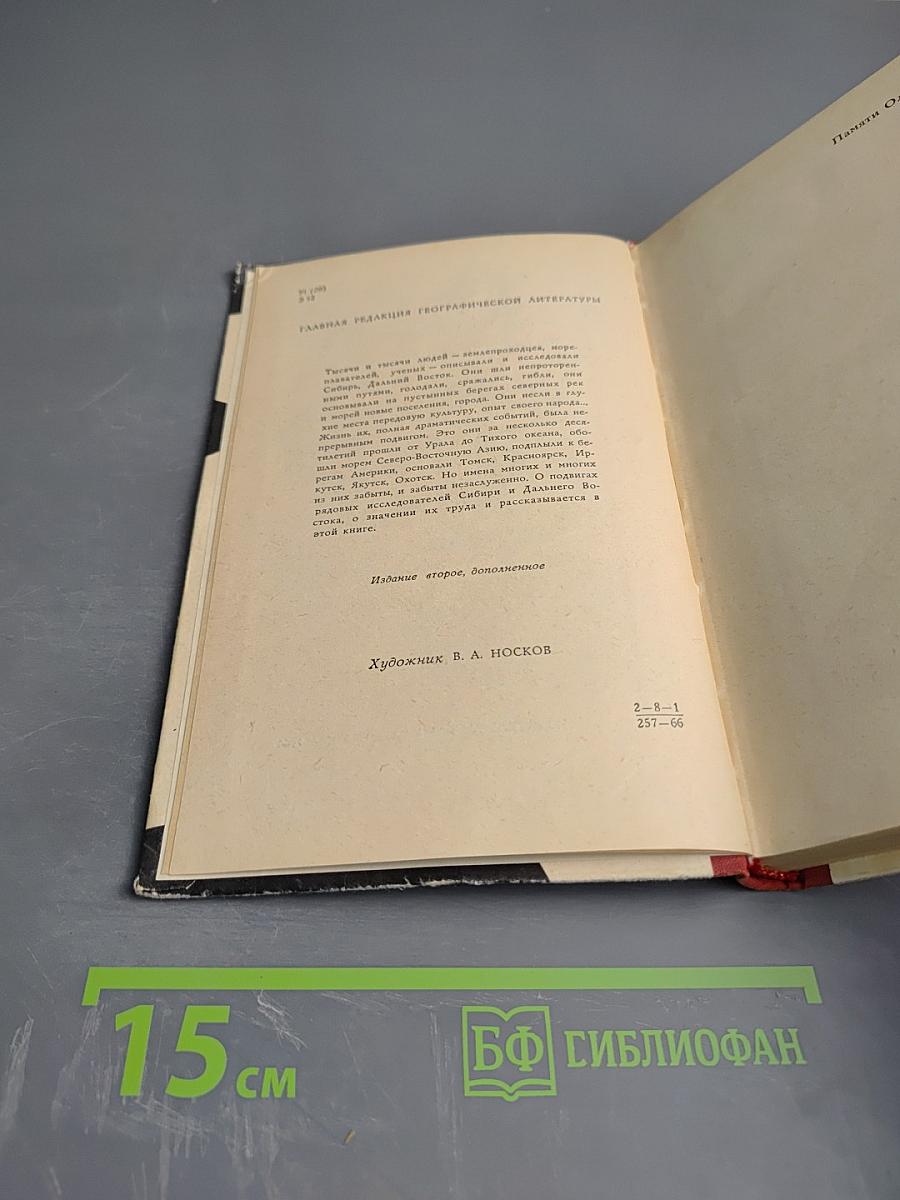 91 (09)
З 13
ГЛАВНАЯ РЕДАКЦИЯ ГЕОГРАФИЧЕСКОЙ ЛИТЕРАТУРЫ
Тысячи и тысячи людей — землепроходцев, море-
плавателей, ученых — описывали и исследовали
Сибирь, Дальний Восток. Они шли непроторен-
ными путями, голодали, сражались, гибли, они
основывали на пустынных берегах северных рек
и морей новые поселения, города. Они несли в глу-
хие места передовую культуру, опыт своего народа...
Жизнь их, полная драматических событий, была не-
прерывным подвигом. Это они за несколько деся-
тилетий прошли от Урала до Тихого океана, обо-
шли морем Северо-Восточную Азию, подплыли к бе-
регам Америки, основали Томск, Красноярск, Ир-
кутск, Якутск, Охотск. Но имена многих и многих
из них забыты, и забыты незаслуженно. О подвигах
рядовых исследователей Сибири и Дальнего Во-
стока, о значении их труда и рассказывается в
этой книге.
Издание второе, дополненное
Художник В. А. НОСКОВ
2—8—1
257—66
Памяти
15 см
БФ БИБЛИОФАН